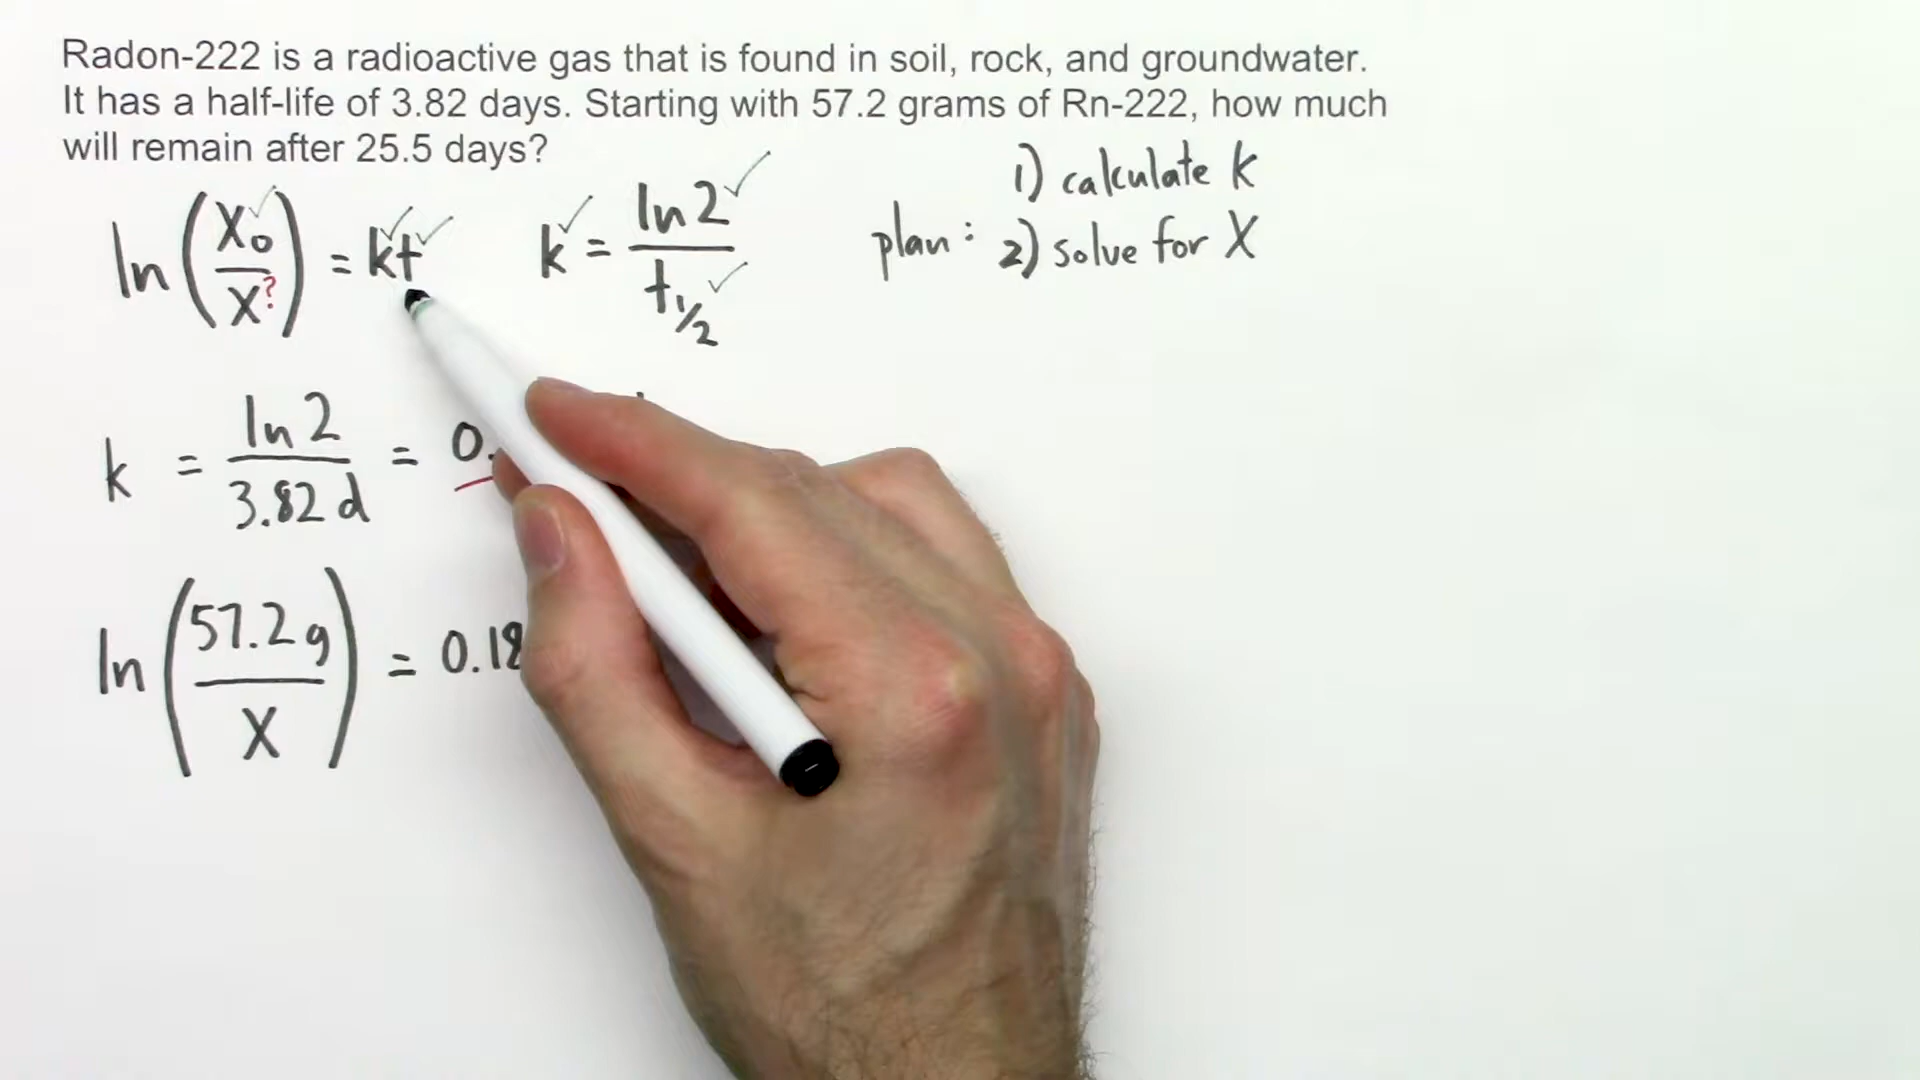 Radon-222 is a radioactive gas that is found in soil, rock, and groundwater.
It has a half-life of 3.82 days. Starting with 57.2 grams of Rn-222, how much
will remain after 25.5 days?
ln(X₀/X?) = kt
k = ln2/t₁/₂
plan: 1) calculate k
2) solve for X
k = ln2/3.82 d = 0.
ln(57.2g/X) = 0.18